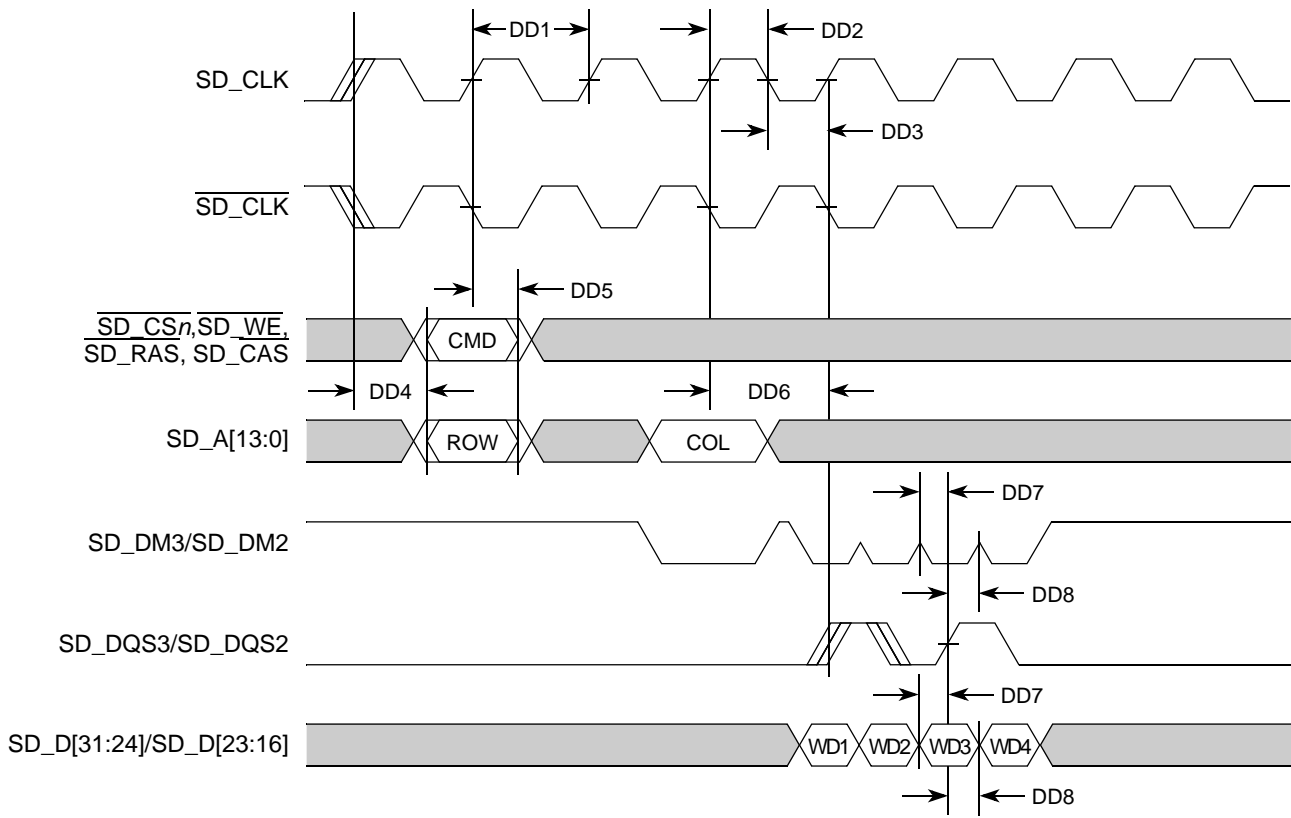 DD1
DD2
SD_CLK
DD3
SD_CLK
DD5
SD_CSn,SD_WE,
SD_RAS, SD_CAS
CMD
DD4
DD6
SD_A[13:0]
ROW
COL
DD7
SD_DM3/SD_DM2
DD8
SD_DQS3/SD_DQS2
DD7
SD_D[31:24]/SD_D[23:16]
WD1
WD2
WD3
WD4
DD8